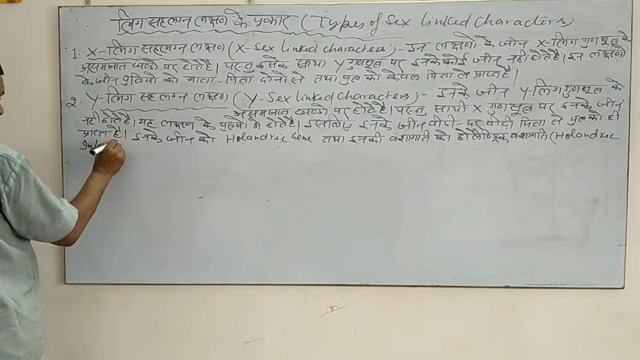 लिंग सहलग्न लक्षण के प्रकार (Types of Sex Linked Characters)
1. X-लिंग सहलग्न लक्षण (X-Sex Linked characters) - इन लक्षणों के जीन X-लिंग गुणसूत्र के
असमजात खण्डों पर होते हैं। परन्तु इसके साथी Y गुणसूत्र पर इनके कोई जीन नहीं होते हैं। इन लक्षणों
के जीन पुत्रियों को माता-पिता दोनों से तथा पुत्र को केवल से प्राप्त है।
2. Y-लिंग सहलग्न लक्षण (Y-Sex Linked Characters) - इनके जीन Y लिंग गुणसूत्र के
असमजात खण्डों पर होते हैं। परन्तु साथी X गुणसूत्र पर इनके जीन
नहीं होते हैं। यह लक्षण के पुरुषों में होते हैं। इसलिए इनके जीन पीढ़ी-दर पीढ़ी पिता से पुत्र को ही
प्राप्त है। इनके जीन को Holandric Gene तथा इनकी वंशागति को वंशागति (Holandric